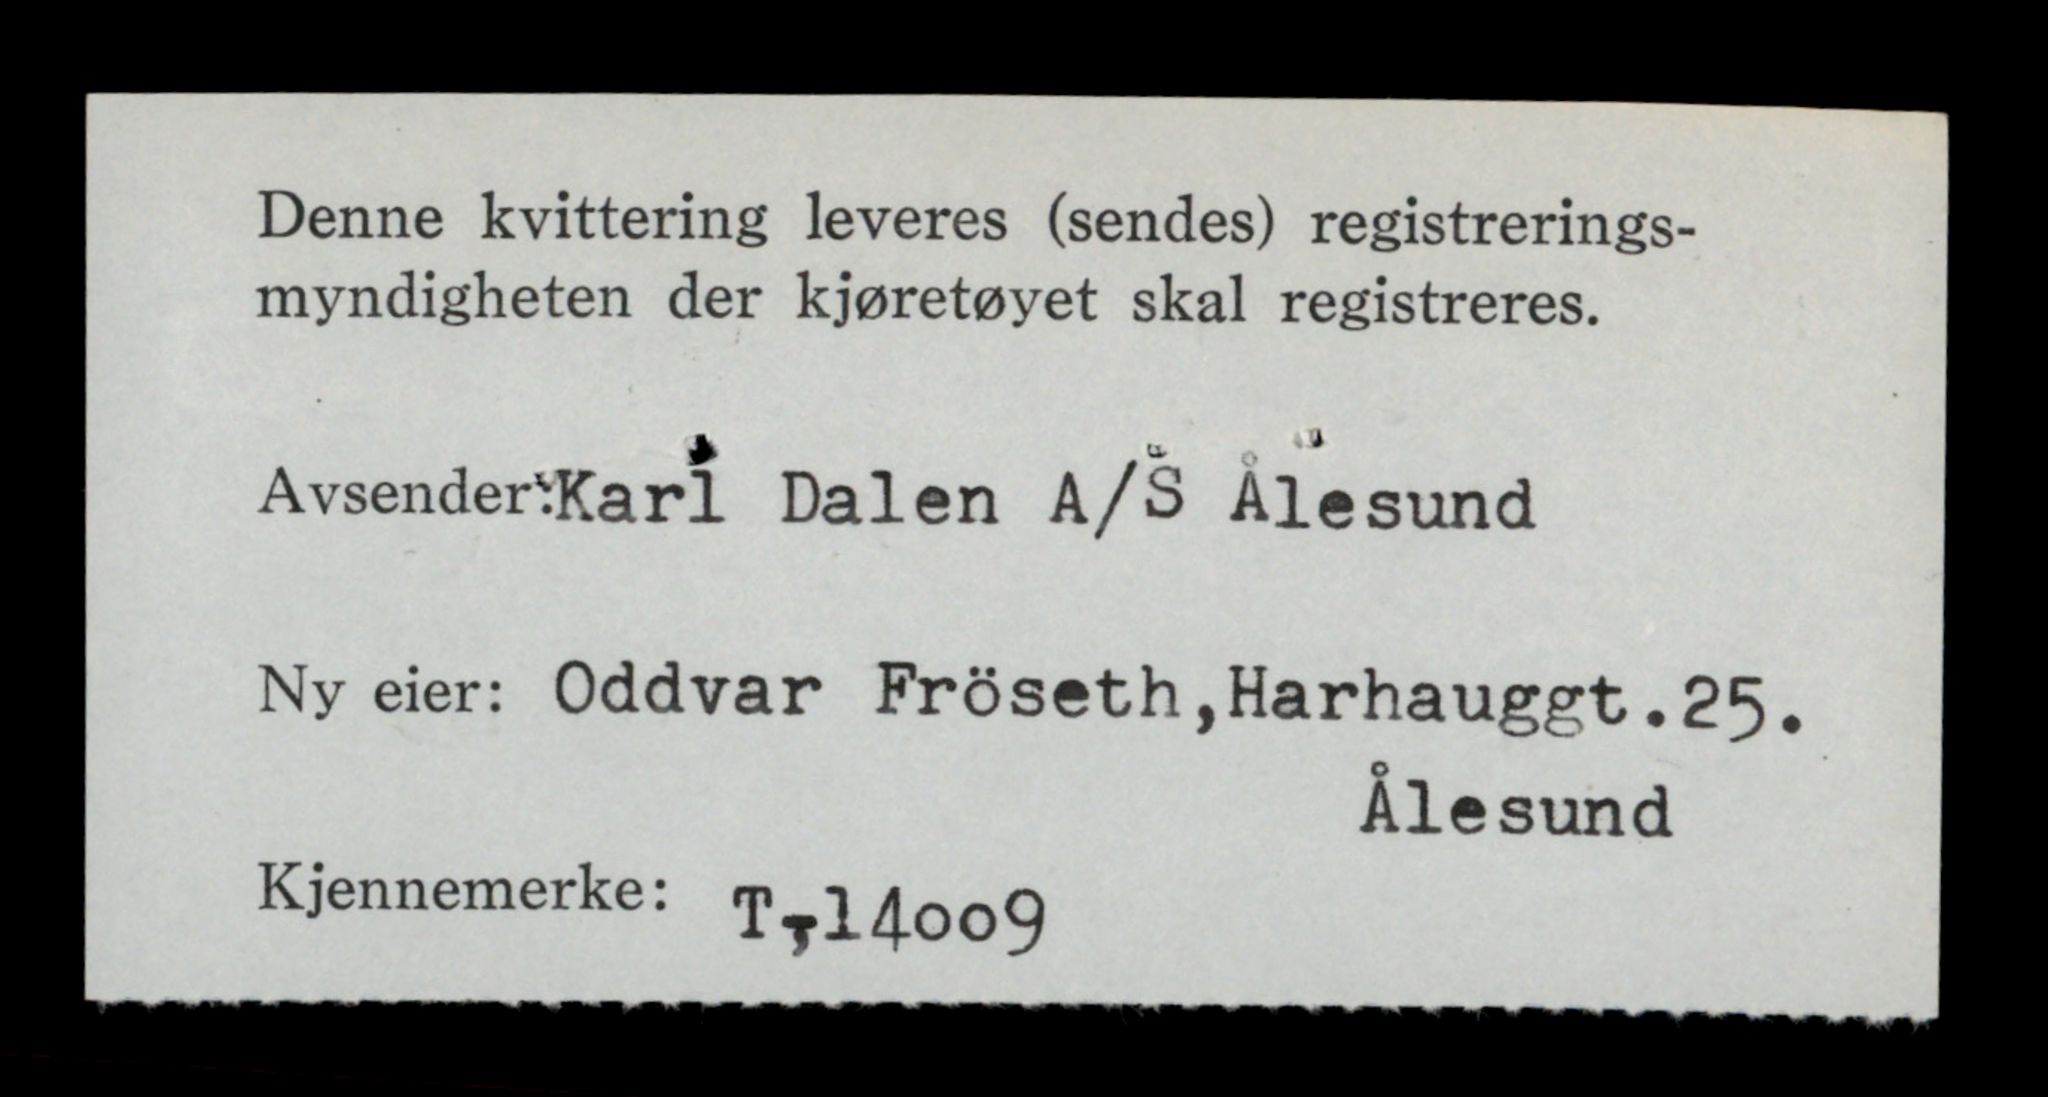 Denne kvittering leveres (sendes) registrerings-
myndigheten der kjøretøyet skal registreres.
Avsender: Karl Dalen A/S Ålesund
Ny eier: Oddvar Fröseth, Harhauggt. 25.
Ålesund
Kjennemerke: T-14oo9